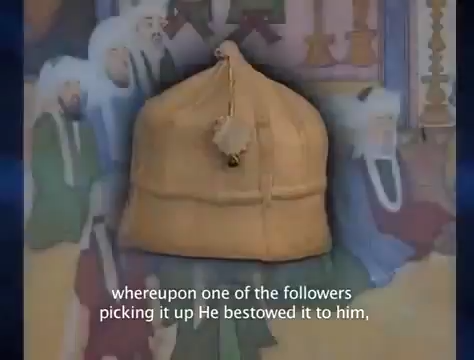 whereupon one of the followers
picking it up He bestowed it to him,